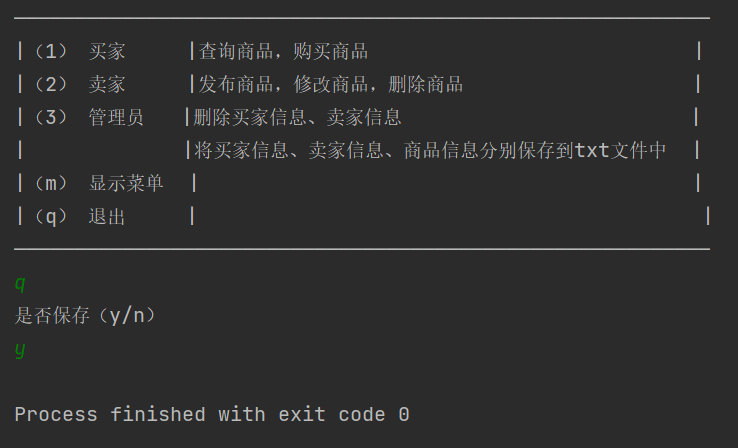 |（1） 买家 |查询商品，购买商品 |
|（2） 卖家 |发布商品，修改商品，删除商品 |
|（3） 管理员 |删除买家信息、卖家信息 |
| |将买家信息、卖家信息、商品信息分别保存到txt文件中 |
|（m） 显示菜单 | |
|（q） 退出 | |
q
是否保存（y/n）
y
Process finished with exit code 0